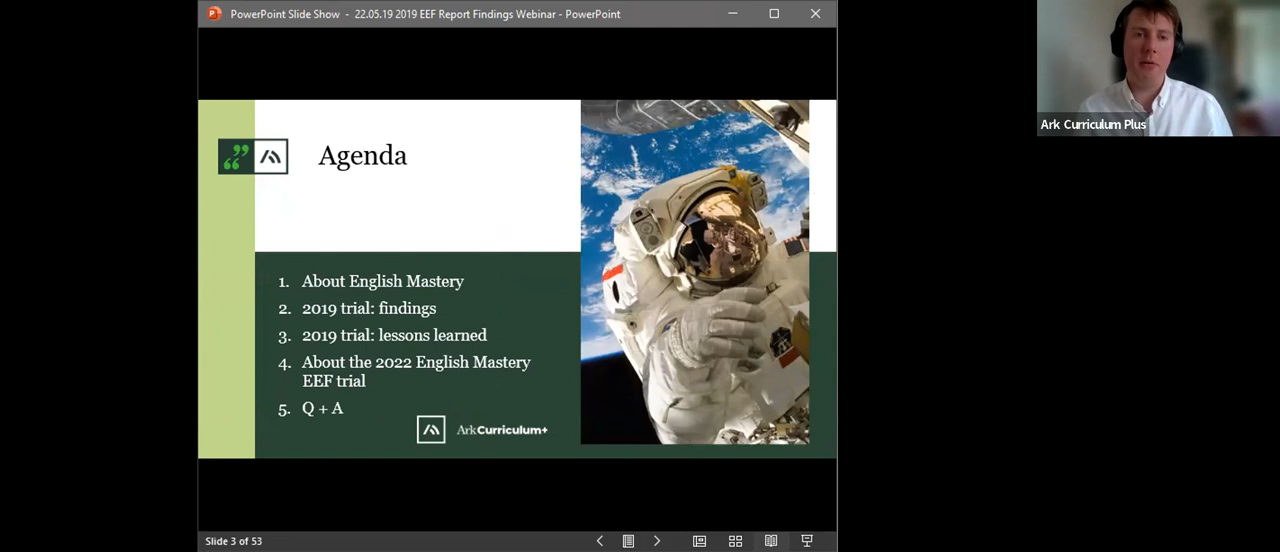 PowerPoint Slide Show - 22.05.19 2019 EEF Report Findings Webinar - PowerPoint
Ark Curriculum Plus
Agenda
1. About English Mastery
2. 2019 trial: findings
3. 2019 trial: lessons learned
4. About the 2022 English Mastery
EEF trial
5. Q + A
ArkCurriculum+
Slide 3 of 53